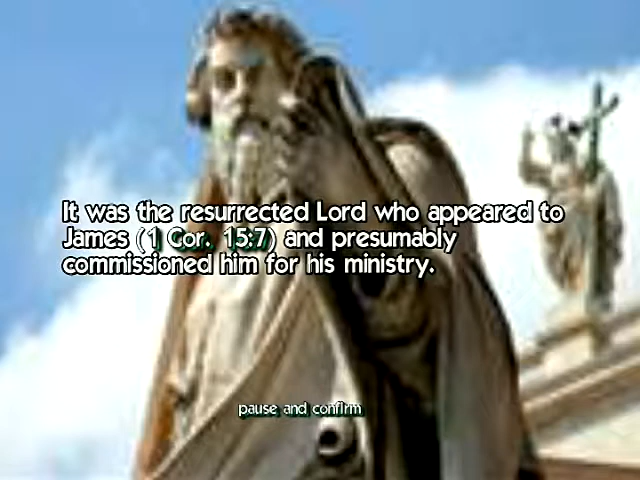 It was the resurrected Lord who appeared to
James (1 Cor. 15:7) and presumably
commissioned him for his ministry.
pause and confirm